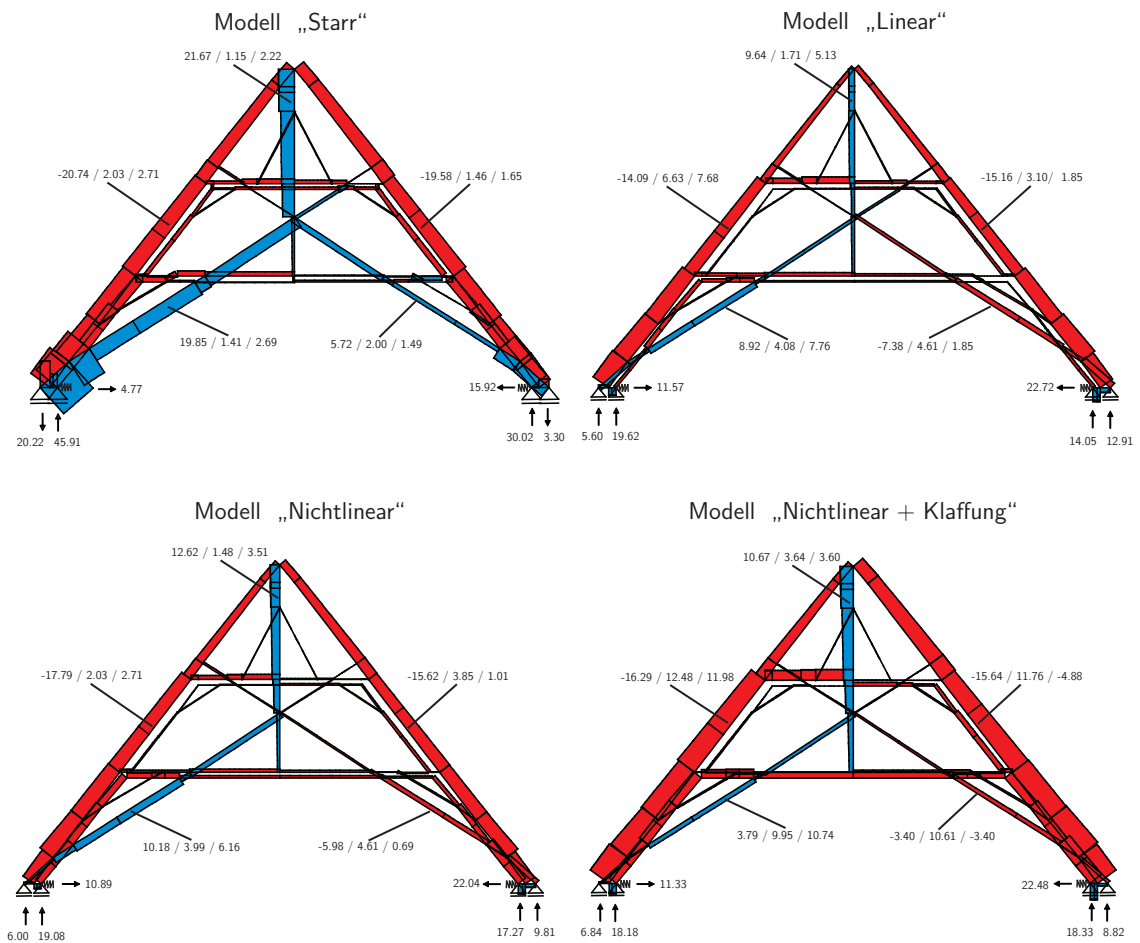 Modell „Starr“
21.67 / 1.15 / 2.22
-20.74 / 2.03 / 2.71
-19.58 / 1.46 / 1.65
19.85 / 1.41 / 2.69
5.72 / 2.00 / 1.49
4.77
15.92
20.22 45.91
30.02 3.30
Modell „Linear“
9.64 / 1.71 / 5.13
-14.09 / 6.63 / 7.68
-15.16 / 3.10/ 1.85
8.92 / 4.08 / 7.76
-7.38 / 4.61 / 1.85
11.57
22.72
5.60 19.62
14.05 12.91
Modell „Nichtlinear“
12.62 / 1.48 / 3.51
-17.79 / 2.03 / 2.71
-15.62 / 3.85 / 1.01
10.18 / 3.99 / 6.16
-5.98 / 4.61 / 0.69
10.89
22.04
6.00 19.08
17.27 9.81
Modell „Nichtlinear + Klaffung“
10.67 / 3.64 / 3.60
-16.29 / 12.48 / 11.98
-15.64 / 11.76 / -4.88
3.79 / 9.95 / 10.74
-3.40 / 10.61 / -3.40
11.33
22.48
6.84 18.18
18.33 8.82